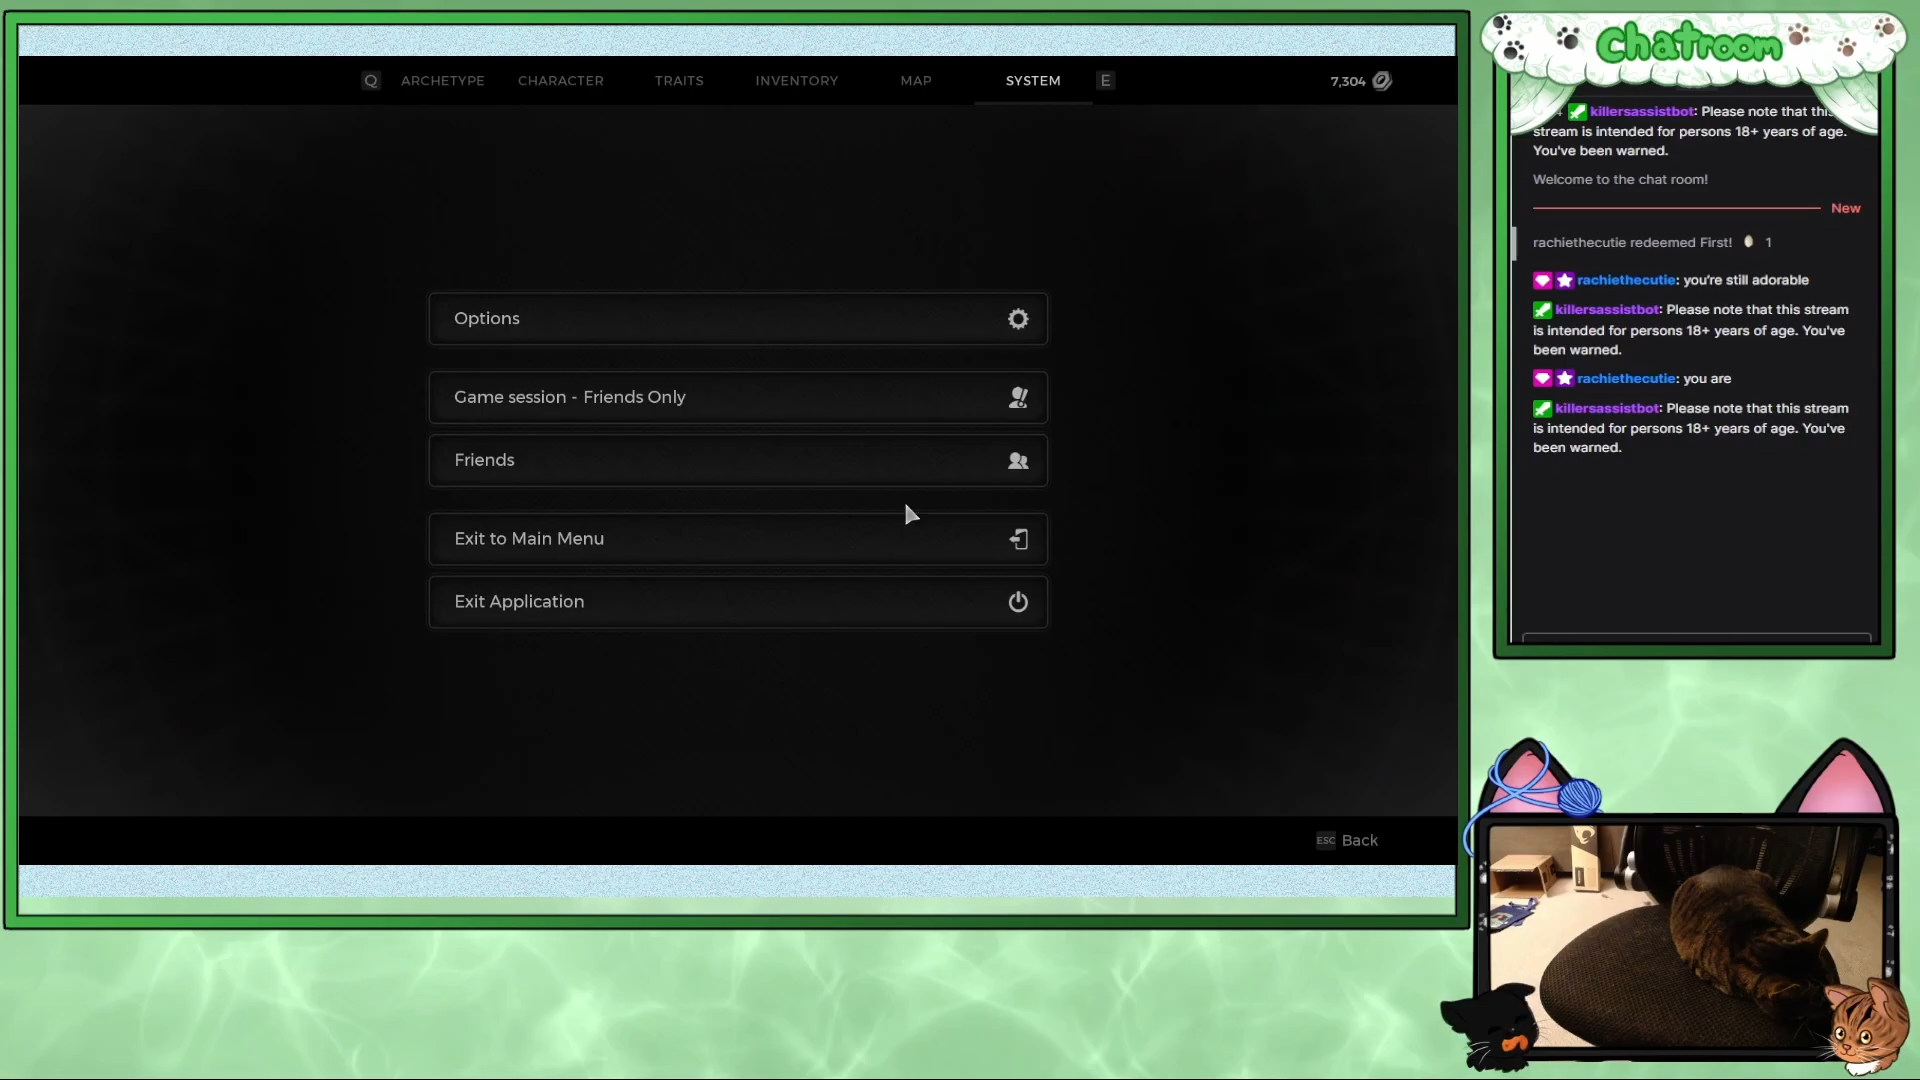 Q ARCHETYPE CHARACTER TRAITS INVENTORY MAP SYSTEM E 7,304
Options
Game session - Friends Only
Friends
Exit to Main Menu
Exit Application
ESC Back
Chatroom
killersassistbot: Please note that this
stream is intended for persons 18+ years of age.
You've been warned.
Welcome to the chat room!
New
rachiethecutie redeemed First! 1
rachiethecutie: you're still adorable
killersassistbot: Please note that this stream
is intended for persons 18+ years of age. You've
been warned.
rachiethecutie: you are
killersassistbot: Please note that this stream
is intended for persons 18+ years of age. You've
been warned.